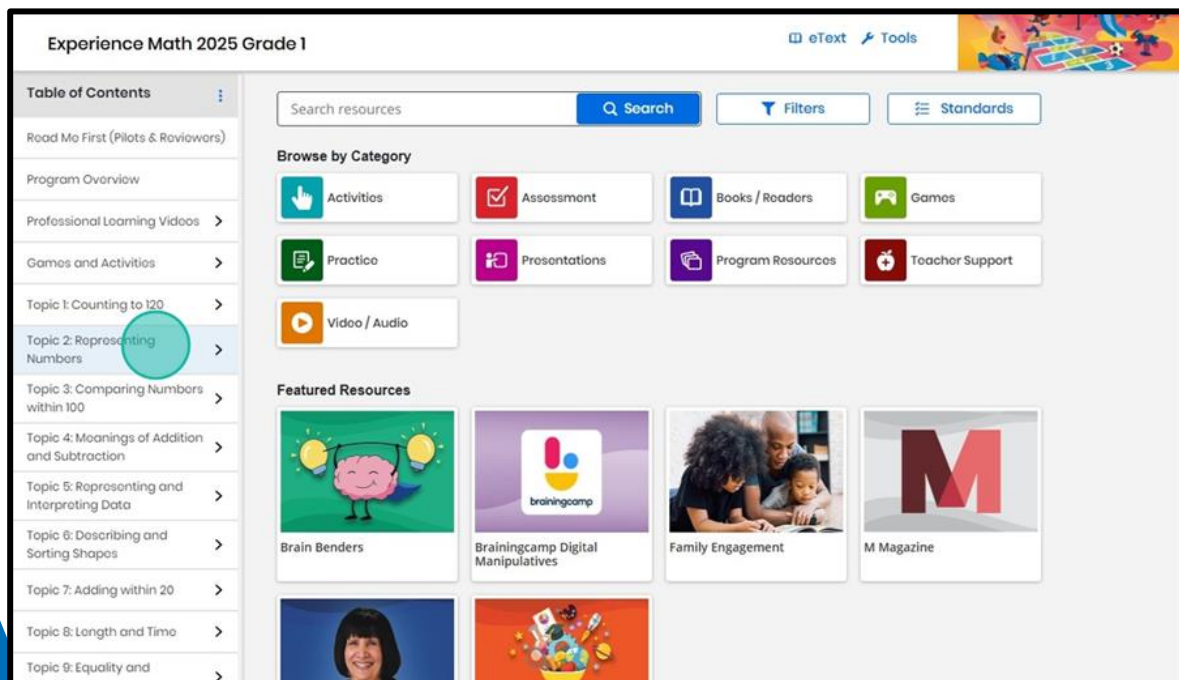 Experience Math 2025 Grade 1
eText
Tools
Table of Contents
Read Me First (Pilots & Reviewers)
Program Overview
Professional Learning Videos
Games and Activities
Topic 1: Counting to 120
Topic 2: Representing
Numbers
Topic 3: Comparing Numbers
within 100
Topic 4: Meanings of Addition
and Subtraction
Topic 5: Representing and
Interpreting Data
Topic 6: Describing and
Sorting Shapes
Topic 7: Adding within 20
Topic 8: Length and Time
Topic 9: Equality and
Search resources
Search
Filters
Standards
Browse by Category
Activities
Assessment
Books / Readers
Games
Practice
Presentations
Program Resources
Teacher Support
Video / Audio
Featured Resources
brainingcamp
M
Brain Benders
Brainingcamp Digital
Manipulatives
Family Engagement
M Magazine